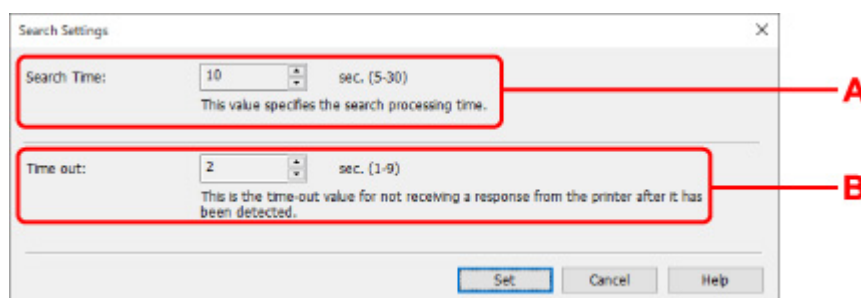 Search Settings
Search Time: 10 sec. (5-30)
This value specifies the search processing time.
A
Time out: 2 sec. (1-9)
This is the time-out value for not receiving a response from the printer after it has
been detected.
B
Set Cancel Help